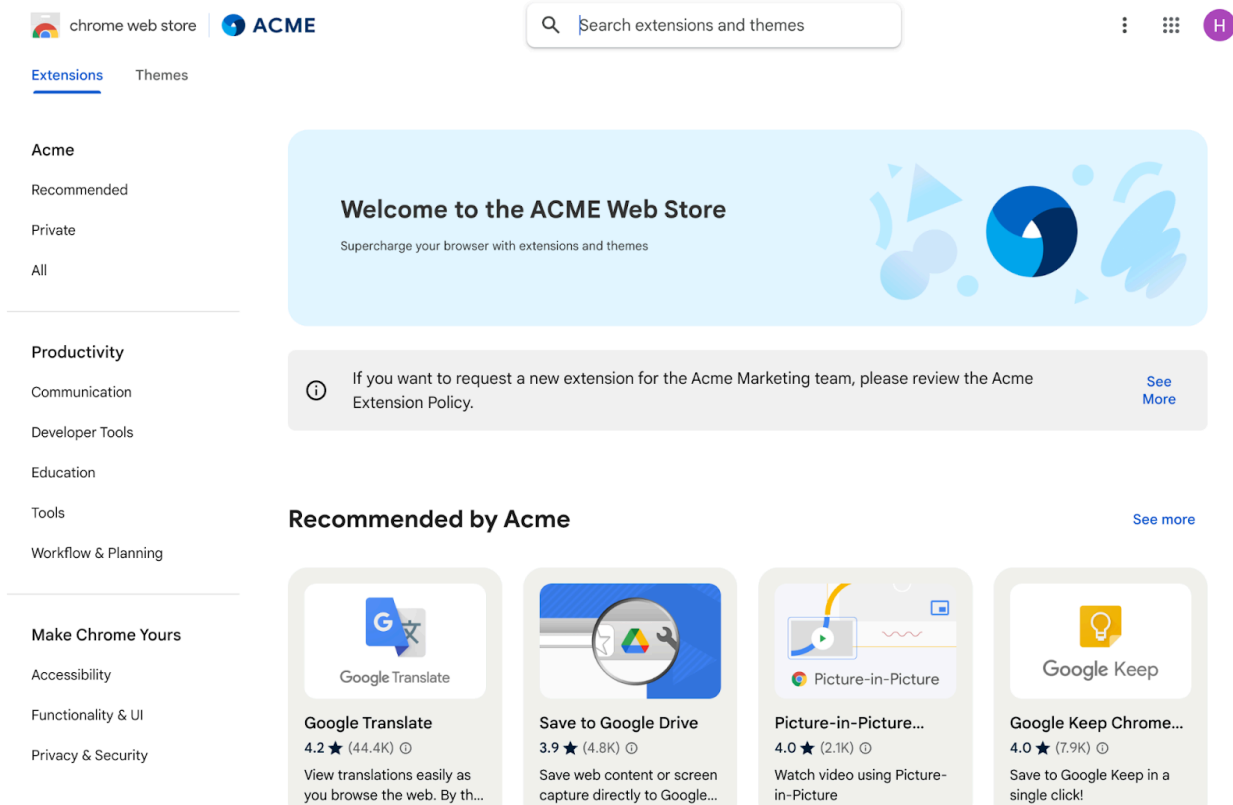 chrome web store
ACME
Search extensions and themes
H
Extensions
Themes
Acme
Recommended
Private
All
Productivity
Communication
Developer Tools
Education
Tools
Workflow & Planning
Make Chrome Yours
Accessibility
Functionality & UI
Privacy & Security
Welcome to the ACME Web Store
Supercharge your browser with extensions and themes
If you want to request a new extension for the Acme Marketing team, please review the Acme
Extension Policy.
See
More
Recommended by Acme
See more
G 文
Google Translate
Google Translate
4.2 ★ (44.4K)
View translations easily as
you browse the web. By th...
Save to Google Drive
3.9 ★ (4.8K)
Save web content or screen
capture directly to Google...
Picture-in-Picture
Picture-in-Picture...
4.0 ★ (2.1K)
Watch video using Picture-
in-Picture
Google Keep
Google Keep Chrome...
4.0 ★ (7.9K)
Save to Google Keep in a
single click!